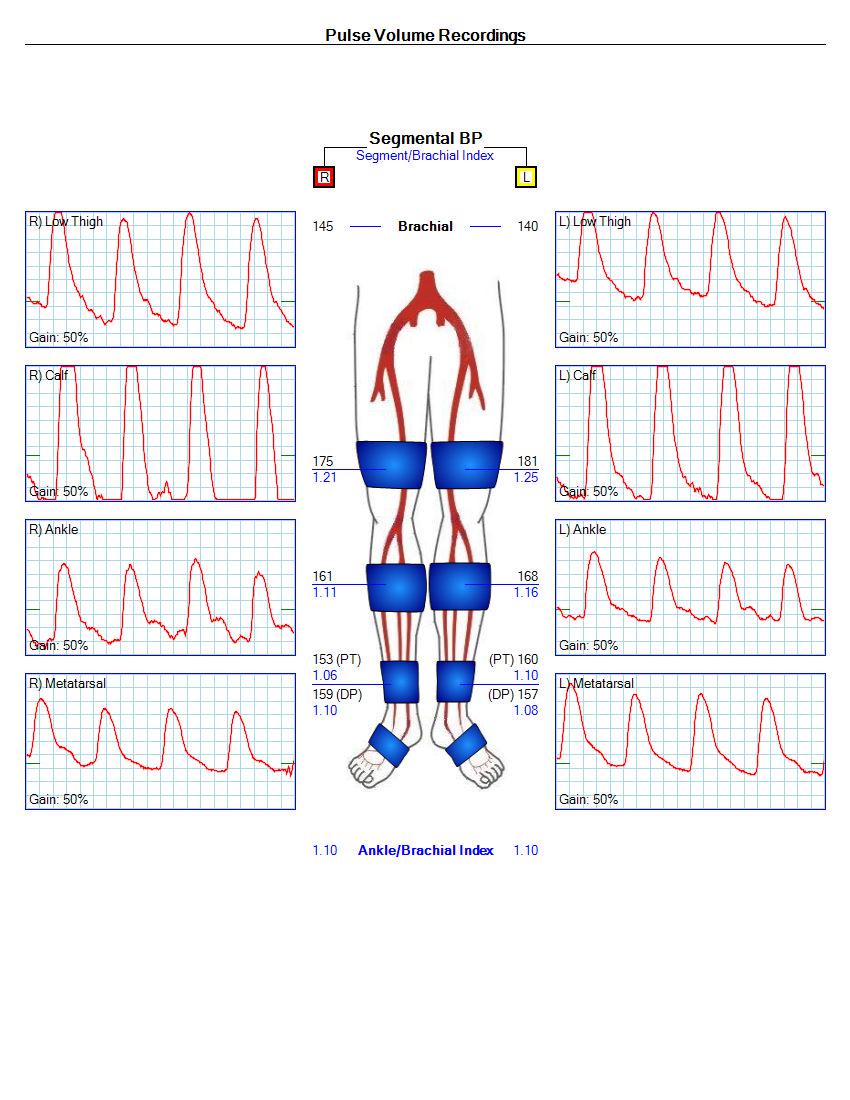 Pulse Volume Recordings
Segmental BP
Segment/Brachial Index
R
L
R) Low Thigh
145
Brachial
140
L) Low Thigh
Gain: 50%
Gain: 50%
R) Calf
L) Calf
175
181
1.21
1.25
Gain: 50%
Gain: 50%
R) Ankle
L) Ankle
161
168
1.11
1.16
Gain: 50%
Gain: 50%
153 (PT)
(PT) 160
1.06
1.10
R) Metatarsal
L) Metatarsal
159 (DP)
(DP) 157
1.10
1.08
Gain: 50%
Gain: 50%
1.10
Ankle/Brachial Index
1.10